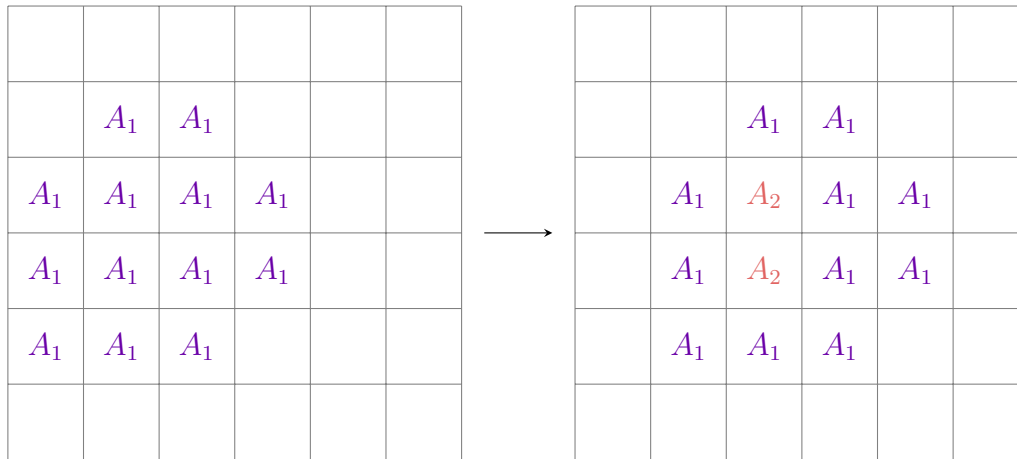 A₁ A₁ A₁ A₁
A₁ A₁ A₁ A₁ A₁ A₂ A₁ A₁
A₁ A₁ A₁ A₁ A₁ A₂ A₁ A₁
A₁ A₁ A₁ A₁ A₁ A₁